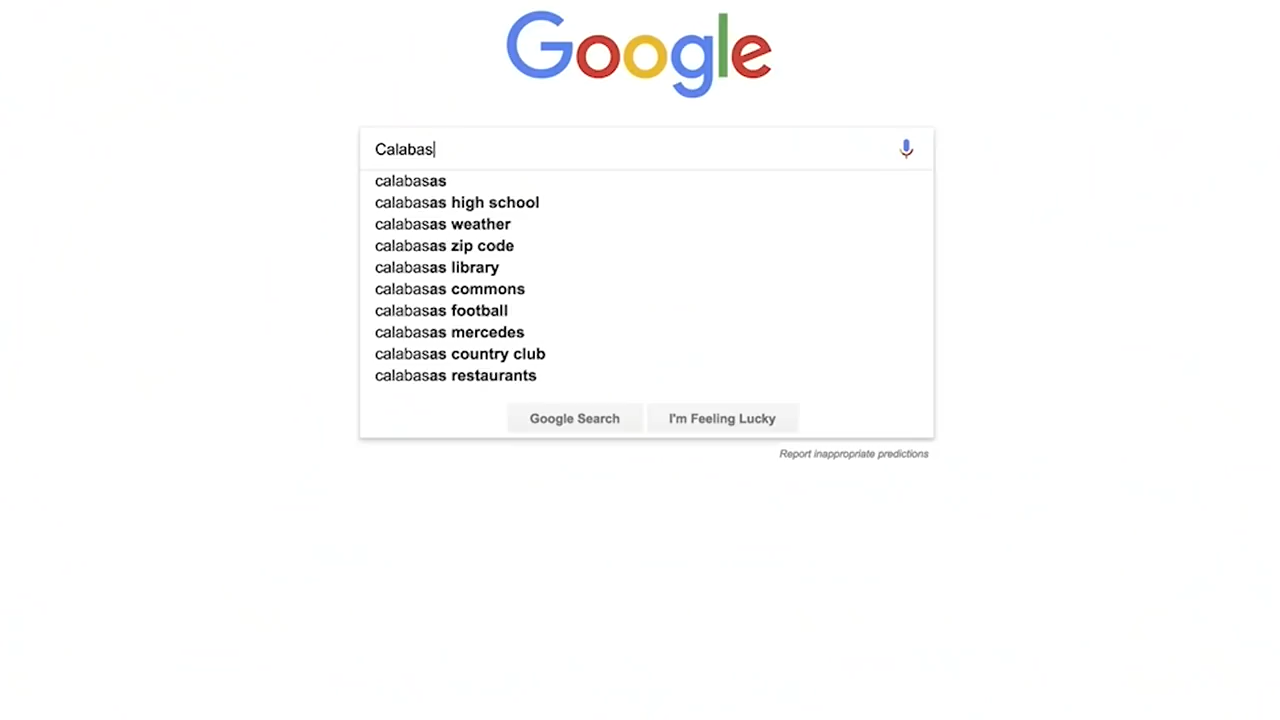 Google
Calabas
calabasas
calabasas high school
calabasas weather
calabasas zip code
calabasas library
calabasas commons
calabasas football
calabasas mercedes
calabasas country club
calabasas restaurants
Google Search I'm Feeling Lucky
Report inappropriate predictions